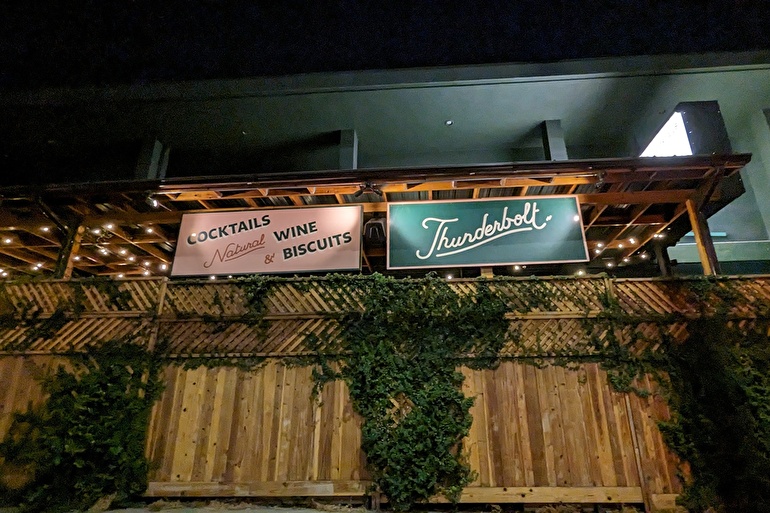 COCKTAILS
Natural WINE
& BISCUITS
Thunderbolt